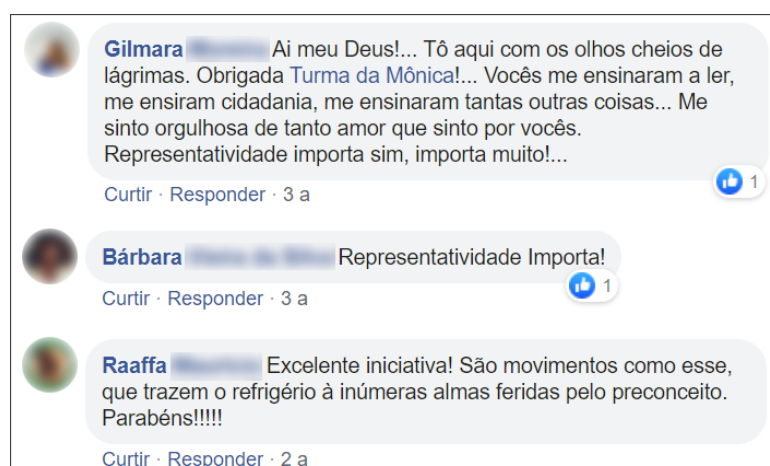 Gilmara Ai meu Deus!... Tô aqui com os olhos cheios de
lágrimas. Obrigada Turma da Mônica!... Vocês me ensinaram a ler,
me ensiram cidadania, me ensinaram tantas outras coisas... Me
sinto orgulhosa de tanto amor que sinto por vocês.
Representatividade importa sim, importa muito!...
1
Curtir · Responder · 3 a
Bárbara Representatividade Importa!
1
Curtir · Responder · 3 a
Raaffa Excelente iniciativa! São movimentos como esse,
que trazem o refrigério à inúmeras almas feridas pelo preconceito.
Parabéns!!!!!
Curtir · Responder · 2 a